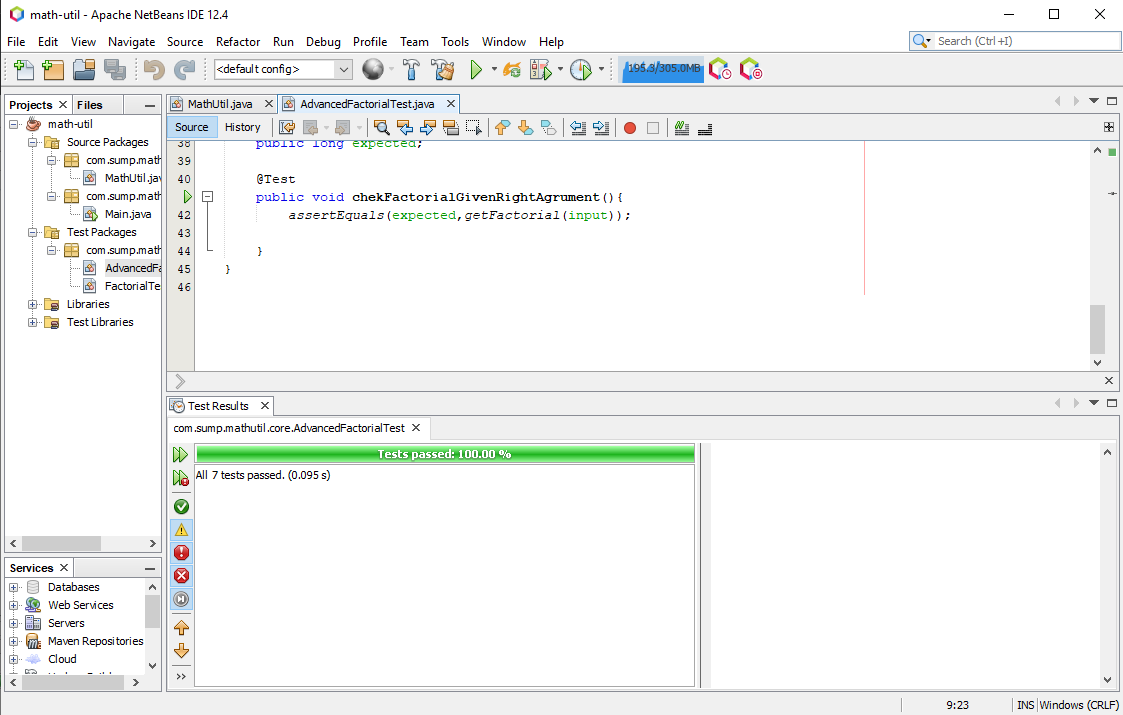 math-util - Apache NetBeans IDE 12.4
File Edit View Navigate Source Refactor Run Debug Profile Team Tools Window Help
Search (Ctrl+I)
<default config>
195.3/305.0MB
Projects Files
math-util
Source Packages
com.sump.math
MathUtil.jav
com.sump.math
Main.java
Test Packages
com.sump.math
AdvancedFa
FactorialTe
Libraries
Test Libraries
Services
Databases
Web Services
Servers
Maven Repositories
Cloud
MathUtil.java AdvancedFactorialTest.java
Source History
38 public long expected;
39
40 @Test
public void chekFactorialGivenRightAgrument(){
42 assertEquals(expected,getFactorial(input));
43
44 }
45 }
46
Test Results
com.sump.mathutil.core.AdvancedFactorialTest
Tests passed: 100.00 %
All 7 tests passed. (0.095 s)
9:23 INS Windows (CRLF)